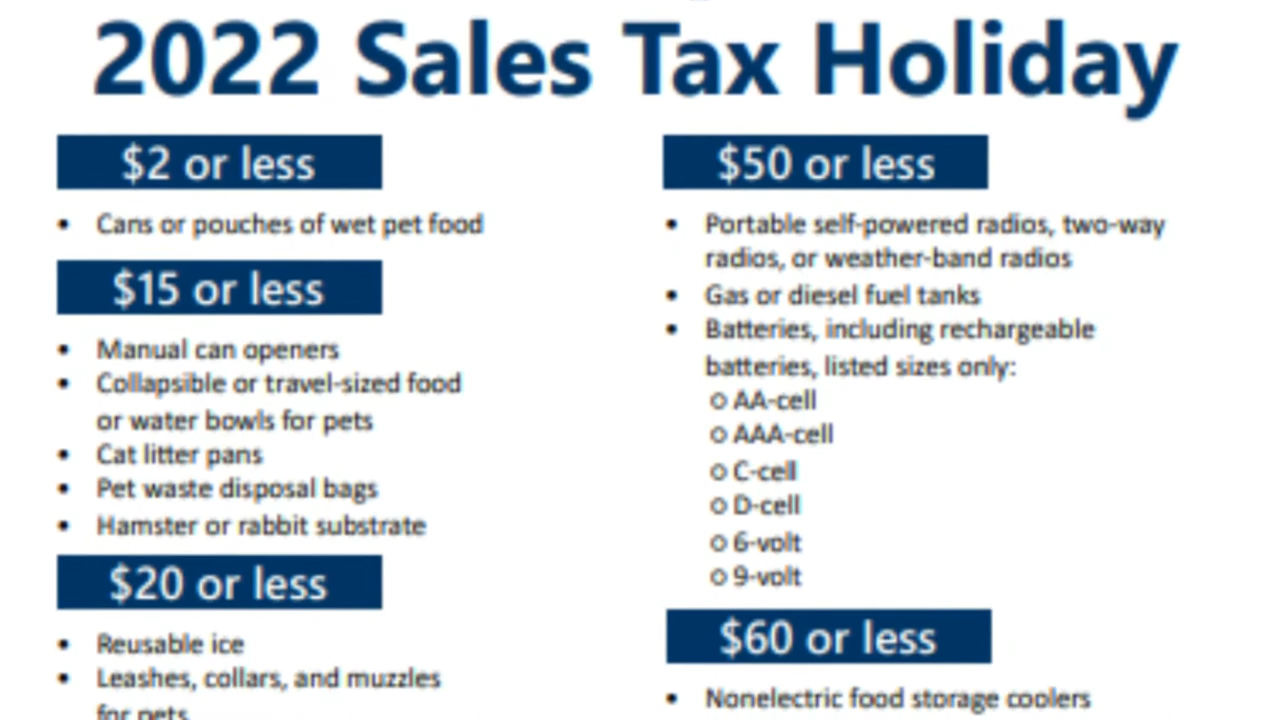 2022 Sales Tax Holiday
$2 or less
• Cans or pouches of wet pet food
$15 or less
• Manual can openers
• Collapsible or travel-sized food
or water bowls for pets
• Cat litter pans
• Pet waste disposal bags
• Hamster or rabbit substrate
$20 or less
• Reusable ice
• Leashes, collars, and muzzles
for pets
$50 or less
• Portable self-powered radios, two-way
radios, or weather-band radios
• Gas or diesel fuel tanks
• Batteries, including rechargeable
batteries, listed sizes only:
○ AA-cell
○ AAA-cell
○ C-cell
○ D-cell
○ 6-volt
○ 9-volt
$60 or less
• Nonelectric food storage coolers